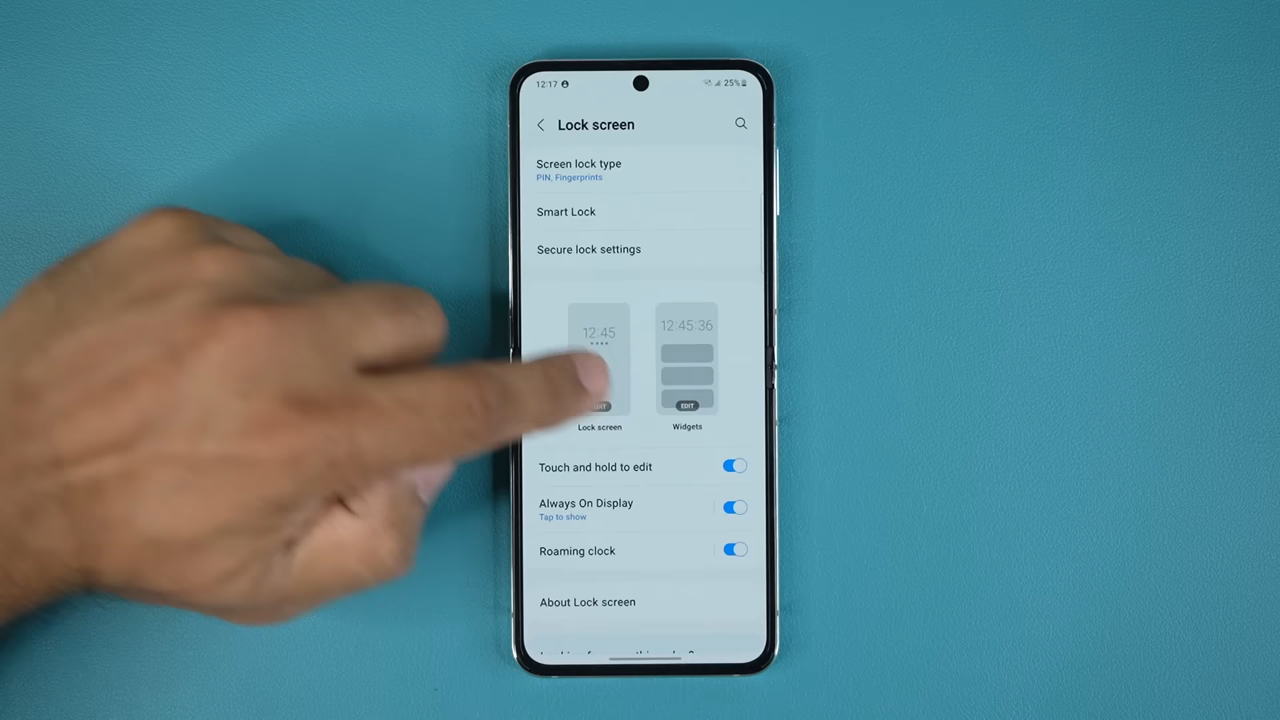 12:17
25%
Lock screen
Screen lock type
PIN, Fingerprints
Smart Lock
Secure lock settings
12:45
12:45:36
EDIT
Lock screen
Widgets
Touch and hold to edit
Always On Display
Tap to show
Roaming clock
About Lock screen